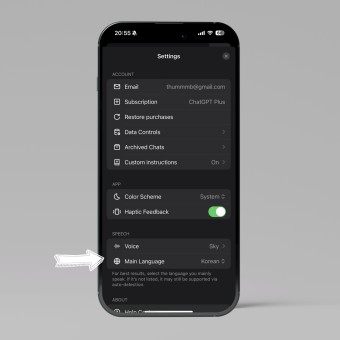 20:55
Settings
ACCOUNT
Email thummmb@gmail.com
Subscription ChatGPT Plus
Restore purchases
Data Controls
Archived Chats
Custom instructions On
APP
Color Scheme System
Haptic Feedback
SPEECH
Voice Sky
Main Language Korean
For best results, select the language you mainly
speak. If it's not listed, it may still be supported via
auto-detection.
ABOUT